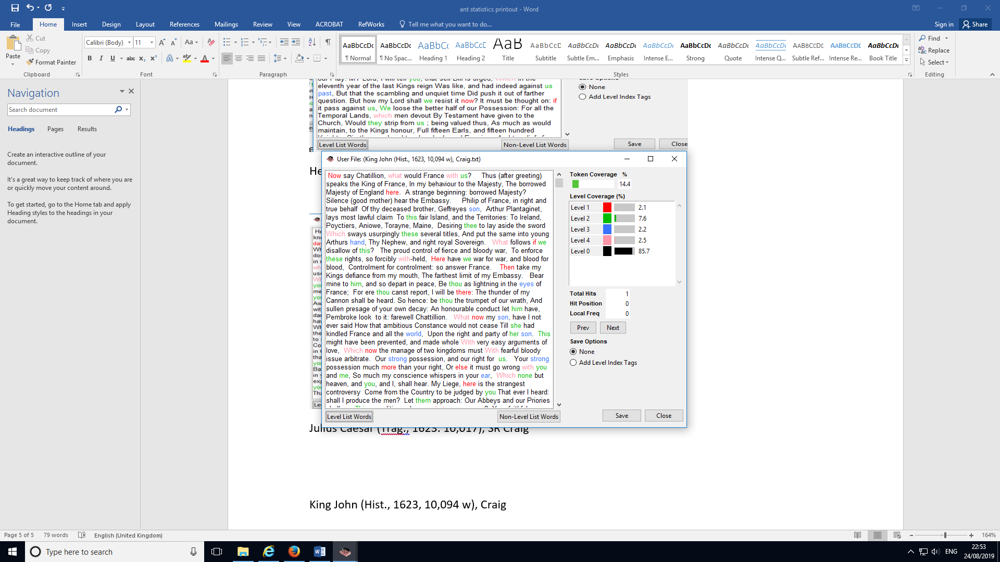 ant statistics printout - Word
File Home Insert Design Layout References Mailings Review View ACROBAT RefWorks Tell me what you want to do... Sign in Share
Paste Cut Copy Format Painter
Calibri (Body) 11
AaBbCcDc AaBbCcDc AaBbCc AaBbCcD AaB AaBbCcD AaBbCcDc AaBbCcDc AaBbCcDc AaBbCcDc AaBbCcDc AaBbCcDc AABBCCDD AABBCCDD AaBbCcDc
¶ Normal ¶ No Spac... Heading 1 Heading 2 Title Subtitle Subtle Em... Emphasis Intense E... Strong Quote Intense Q... Subtle Ref... Intense Re... Book Title
Find Replace Select
Clipboard Font Paragraph Styles Editing
Navigation
Search document
Headings Pages Results
Create an interactive outline of your
document.
It's a great way to keep track of where you are
or quickly move your content around.
To get started, go to the Home tab and apply
Heading styles to the headings in your
document.
eleventh year of the last Kings reign Was like, and had indeed against us
past, But that the scambling and unquiet time Did push it out of farther
question. But how my Lord shall we resist it now? It must be thought on: if
it pass against us, We loose the better half of our Possession: For all the
Temporal Lands, which men devout By Testament have given to the
Church, Would they strip from us ; being valued thus, As much as would
maintain, to the Kings honour, Full fifteen Earls, and fifteen hundred
None
Add Level Index Tags
Level List Words Non-Level List Words Save Close
He
User File: (King John (Hist., 1623, 10,094 w), Craig.txt)
Now say Chatillion, what would France with us? Thus (after greeting)
speaks the King of France, In my behaviour to the Majesty, The borrowed
Majesty of England here. A strange beginning: borrowed Majesty?
Silence (good mother) hear the Embassy. Philip of France, in right and
true behalf Of thy deceased brother, Geffreyes son, Arthur Plantaginet,
lays most lawful claim To this fair Island, and the Territories: To Ireland,
Poyctiers, Aniowe, Torayne, Maine, Desiring thee to lay aside the sword
Which sways usurpingly these several titles, And put the same into young
Arthurs hand, Thy Nephew, and right royal Sovereign. What follows if we
disallow of this? The proud control of fierce and bloody war, To enforce
these rights, so forcibly with-held, Here have we war for war, and blood for
blood, Controlment for controlment: so answer France. Then take my
Kings defiance from my mouth, The farthest limit of my Embassy. Bear
mine to him, and so depart in peace, Be thou as lightning in the eyes of
France; For ere thou canst report, I will be there: The thunder of my
Cannon shall be heard. So hence: be thou the trumpet of our wrath, And
sullen presage of your own decay: An honourable conduct let him have,
Pembroke look to it: farewell Chattillion. What now my son, have I not
ever said How that ambitious Constance would not cease Till she had
kindled France and all the world, Upon the right and party of her son. This
might have been prevented, and made whole With very easy arguments of
love, Which now the manage of two kingdoms must With fearful bloody
issue arbitrate. Our strong possession, and our right for us. Your strong
possession much more than your right, Or else it must go wrong with you
and me, So much my conscience whispers in your ear, Which none but
heaven, and you, and I, shall hear. My Liege, here is the strangest
controversy Come from the Country to be judged by you That ever I heard:
shall I produce the men? Let them approach: Our Abbeys and our Priories
Level List Words Non-Level List Words
Token Coverage %
14.4
Level Coverage (%)
Level 1 2.1
Level 2 7.6
Level 3 2.2
Level 4 2.5
Level 0 85.7
Total Hits 1
Hit Position 0
Local Freq 0
Prev Next
Save Options
None
Add Level Index Tags
Save Close
Julius Caesar (Trag., 1623. 10,017), SR Craig
King John (Hist., 1623, 10,094 w), Craig
Page 5 of 5 79 words English (United Kingdom) 164%
Type here to search
ENG
22:53
24/08/2019